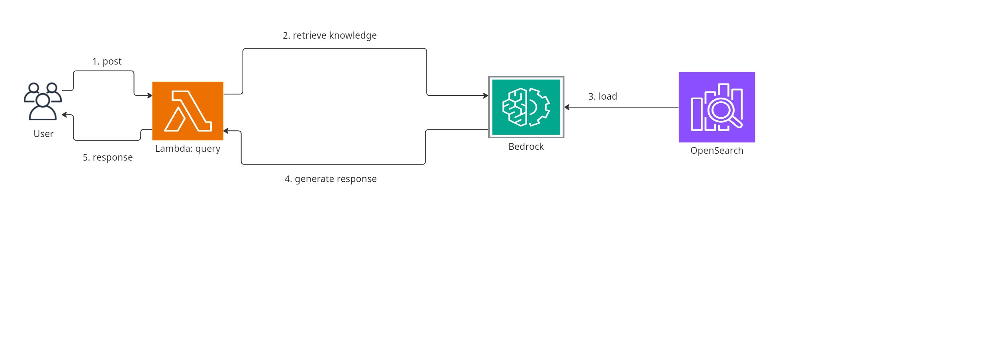 2. retrieve knowledge
1. post
3. load
User
Lambda: query
Bedrock
OpenSearch
5. response
4. generate response